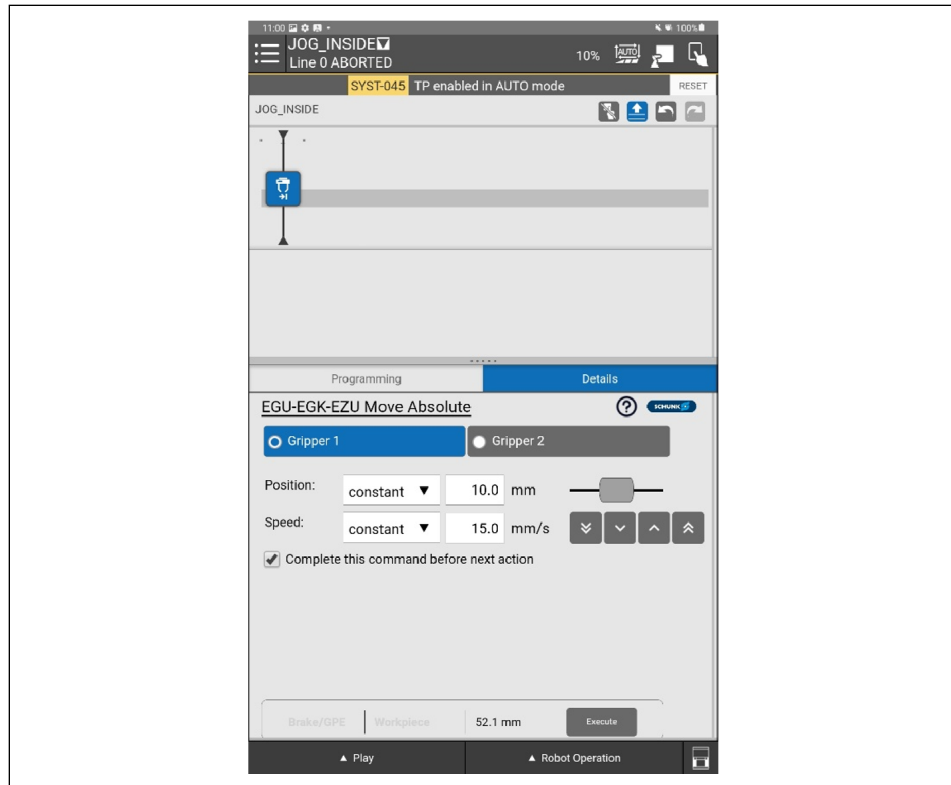 11:00 100%
JOG_INSIDE
Line 0 ABORTED
10% AUTO
SYST-045 TP enabled in AUTO mode RESET
JOG_INSIDE
Programming Details
EGU-EGK-EZU Move Absolute ? SCHUNK
Gripper 1 Gripper 2
Position: constant ▼ 10.0 mm
Speed: constant ▼ 15.0 mm/s
Complete this command before next action
Brake/GPE Workpiece 52.1 mm Execute
▲ Play ▲ Robot Operation